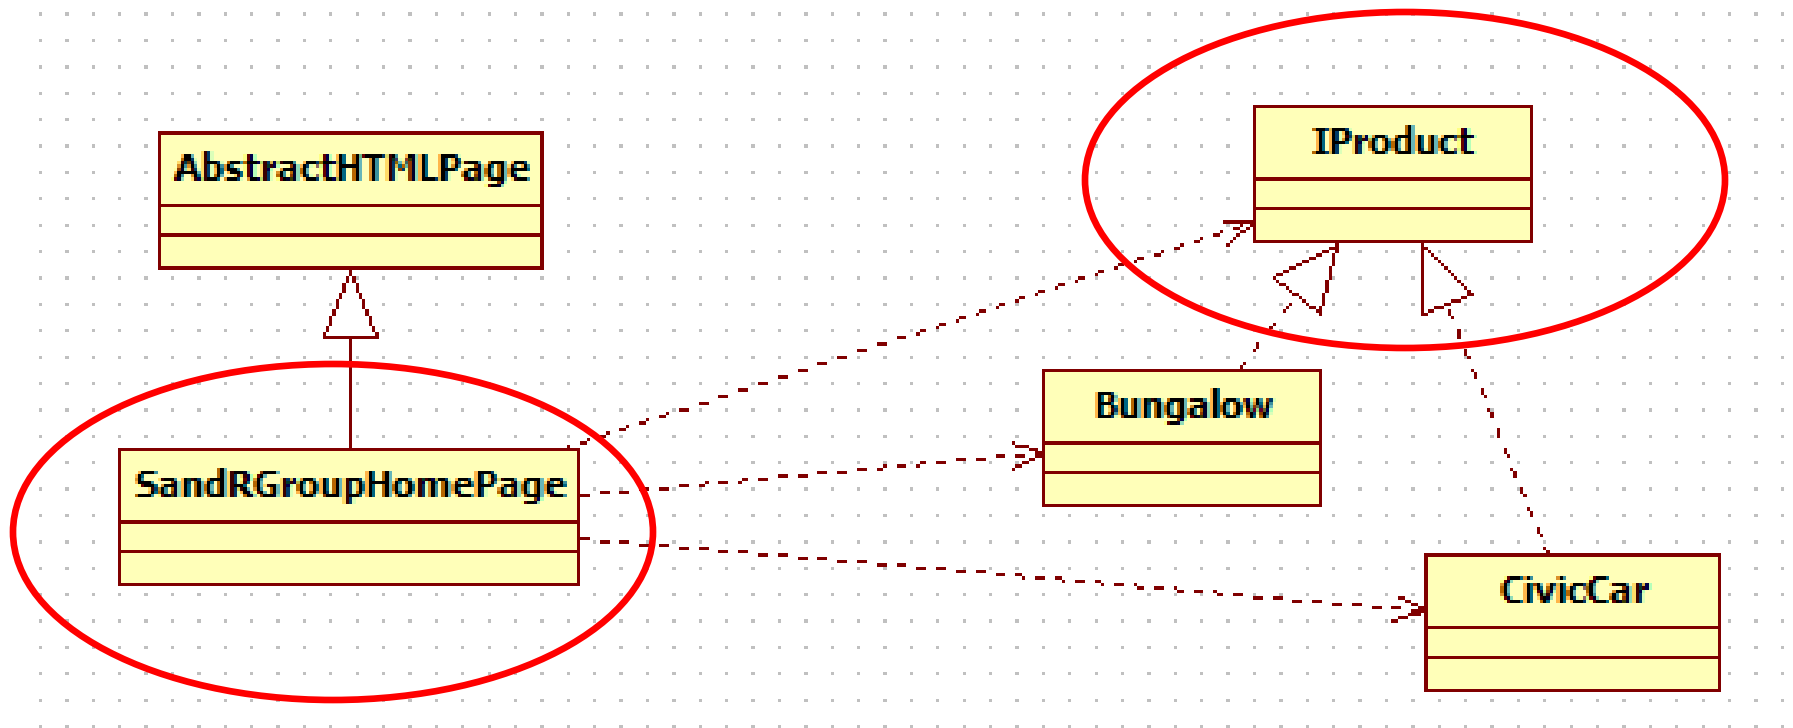 AbstractHTMLPage
IProduct
SandRGroupHomePage
Bungalow
CivicCar